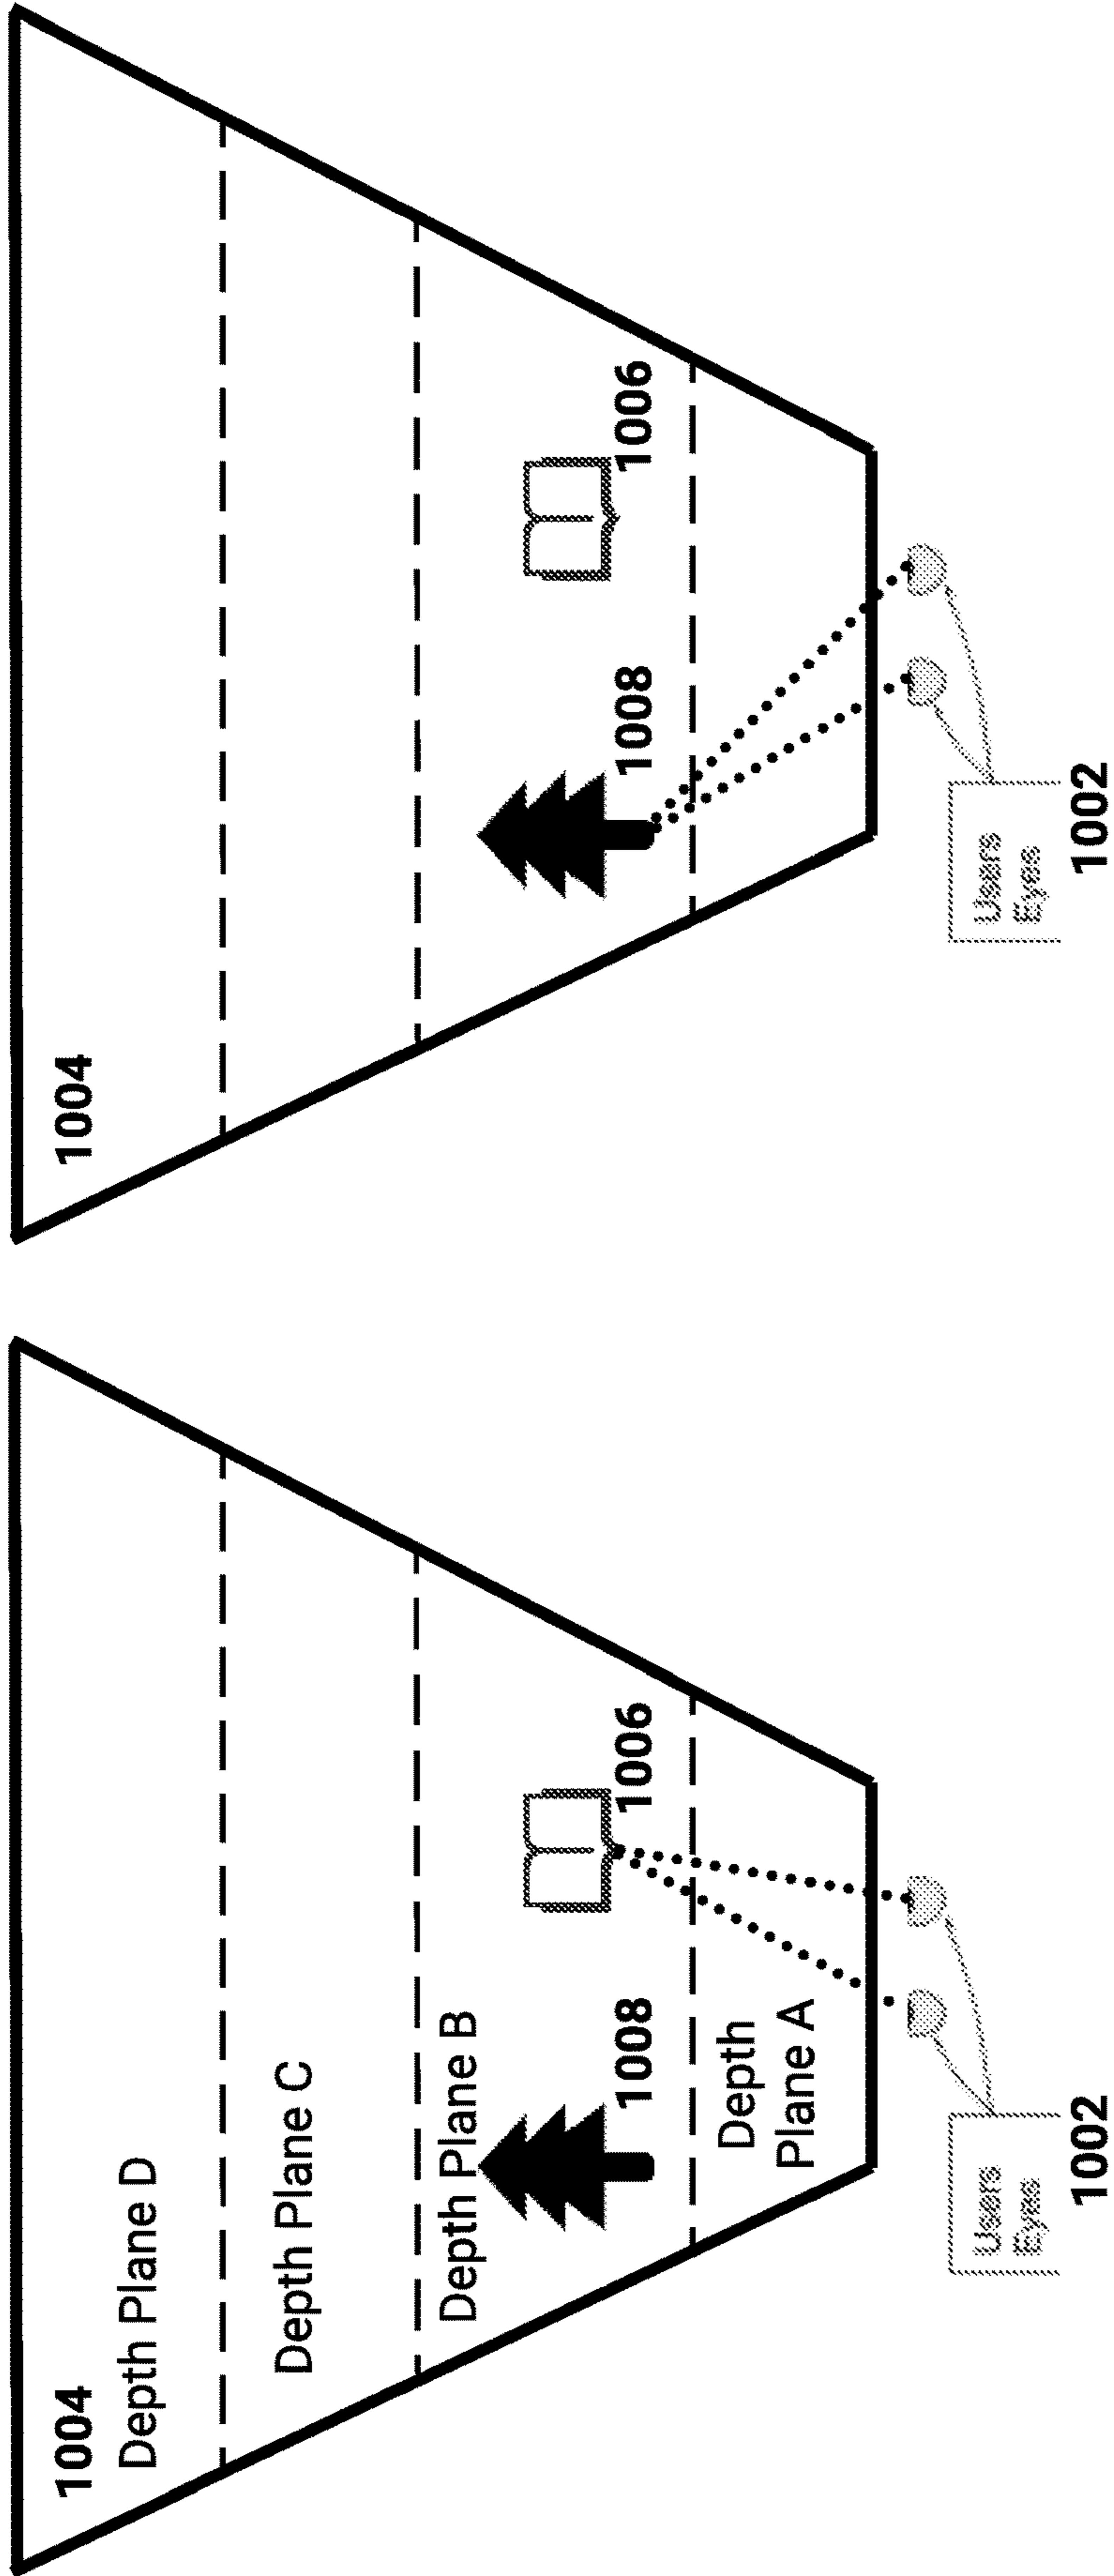 1004
Depth Plane D
Depth Plane C
Depth Plane B
1008
1006
Depth
Plane A
Users
Eyes
1002
1004
1008
1006
Users
Eyes
1002